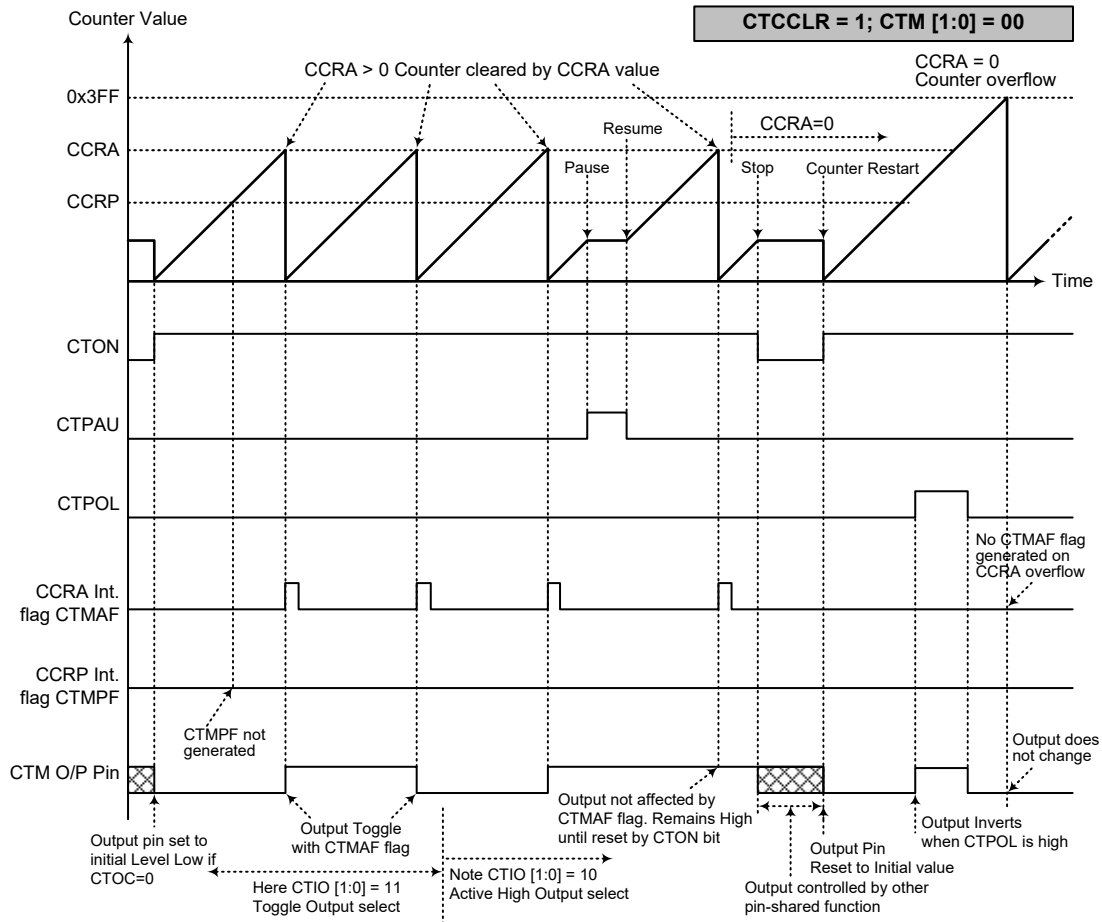 Counter Value
CTCCLR = 1; CTM [1:0] = 00
CCRA > 0 Counter cleared by CCRA value
CCRA = 0
Counter overflow
0x3FF
CCRA
CCRP
Resume
CCRA=0
Pause
Stop
Counter Restart
Time
CTON
CTPAU
CTPOL
No CTMAF flag
generated on
CCRA overflow
CCRA Int.
flag CTMAF
CCRP Int.
flag CTMPF
CTMPF not
generated
CTM O/P Pin
Output does
not change
Output pin set to
initial Level Low if
CTOC=0
Output Toggle
with CTMAF flag
Output not affected by
CTMAF flag. Remains High
until reset by CTON bit
Output Inverts
when CTPOL is high
Output Pin
Reset to Initial value
Here CTIO [1:0] = 11
Toggle Output select
Note CTIO [1:0] = 10
Active High Output select
Output controlled by other
pin-shared function